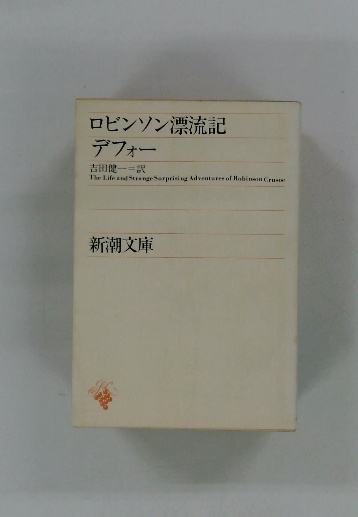 ロビンソン漂流記
デフォー
吉田健一=訳
The Life and Strange Surprising Adventures of Robinson Crusoe
新潮文庫